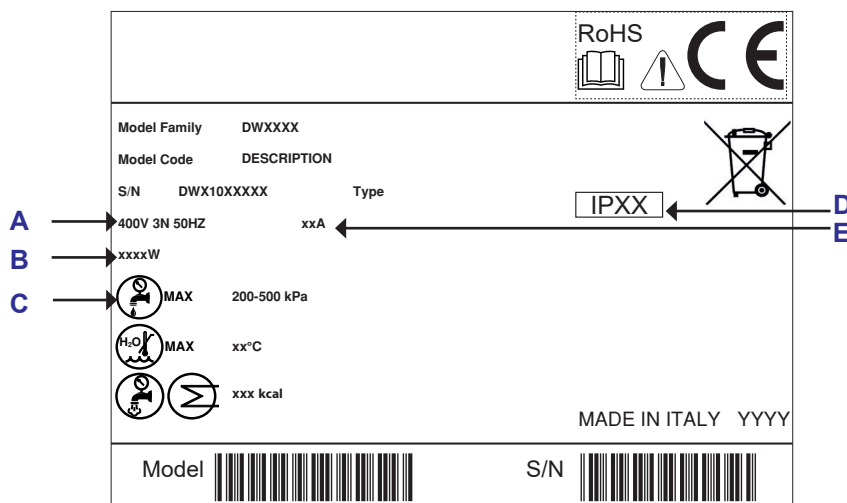 RoHS
CE
Model Family DWXXXX
Model Code DESCRIPTION
S/N DWX10XXXXX Type
IPXX
D
A 400V 3N 50HZ xxA
E
B xxxxW
C MAX 200-500 kPa
H₂O MAX xx°C
xxx kcal
MADE IN ITALY YYYY
Model S/N